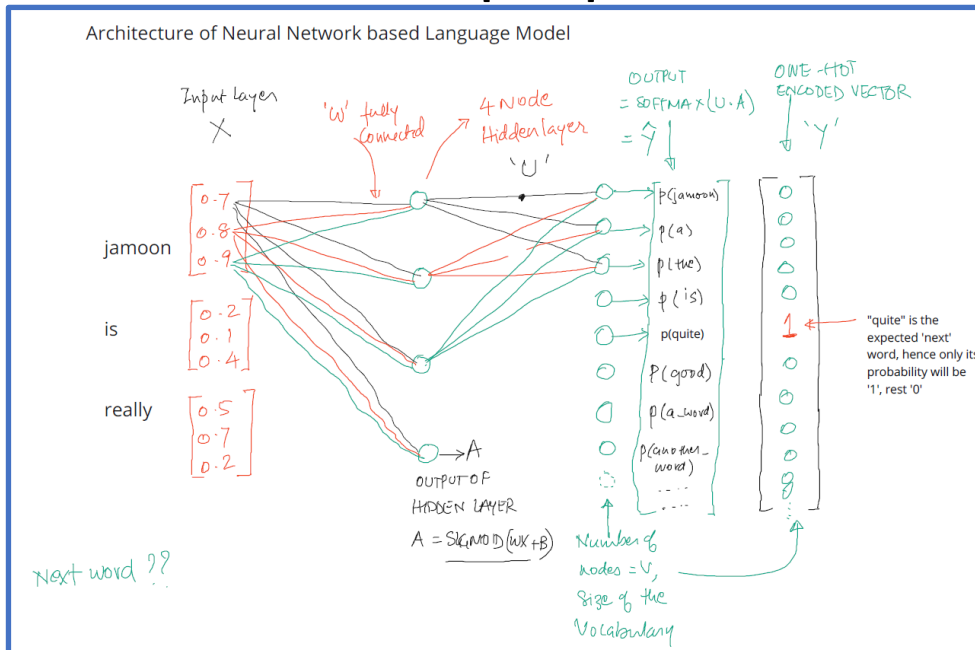 Architecture of Neural Network based Language Model
Input Layer
X
'W' fully
Connected
4 Node
Hidden layer
'U'
OUTPUT
= SOFTMAX(U·A)
= Ŷ
ONE-HOT
ENCODED VECTOR
'Y'
jamoon
0.7
0.8
0.9
is
0.2
0.1
0.4
really
0.5
0.7
0.2
p(jamoon)
p(a)
p(the)
p(is)
p(quite)
p(good)
p(a_word)
p(another_
word)
.....
....
0
0
0
0
0
1
0
0
0
0
0
"quite" is the
expected 'next'
word, hence only its
probability will be
'1', rest '0'
A
OUTPUT OF
HIDDEN LAYER
A = SIGMOID(WX+B)
Number of
nodes = V,
Size of the
Vocabulary
Next word ??